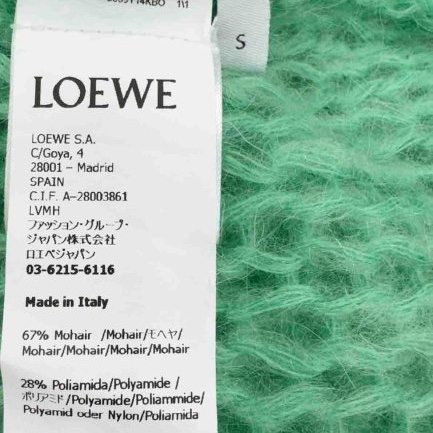 1\1
S
LOEWE
LOEWE S.A.
C/Goya, 4
28001 – Madrid
SPAIN
C.I.F. A–28003861
LVMH
ファッション・グループ・
ジャパン株式会社
ロエベジャパン
03-6215-6116
Made in Italy
67% Mohair /Mohair/モヘヤ/
Mohair/Mohair/Mohair/Mohair
28% Poliamida/Polyamide /
ポリアミド/Polyamide/Poliammide/
Polyamid oder Nylon/Poliamida